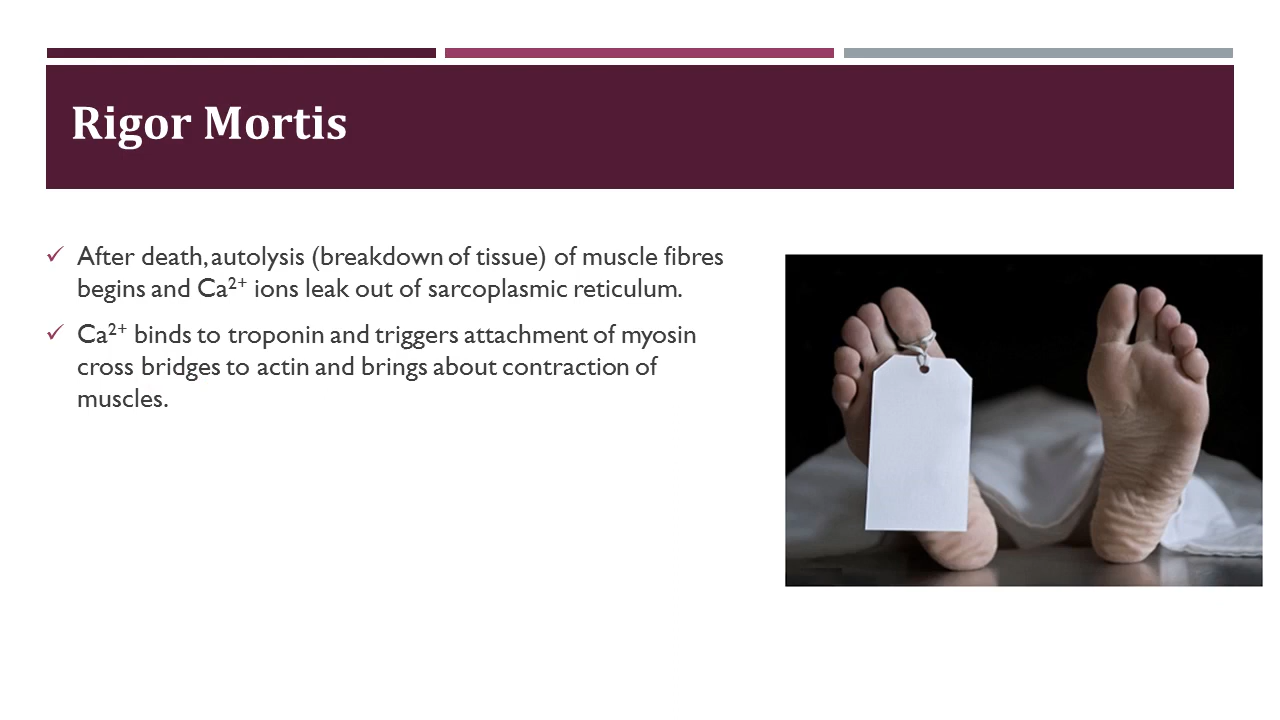 Rigor Mortis
✓ After death, autolysis (breakdown of tissue) of muscle fibres
begins and Ca²⁺ ions leak out of sarcoplasmic reticulum.
✓ Ca²⁺ binds to troponin and triggers attachment of myosin
cross bridges to actin and brings about contraction of
muscles.